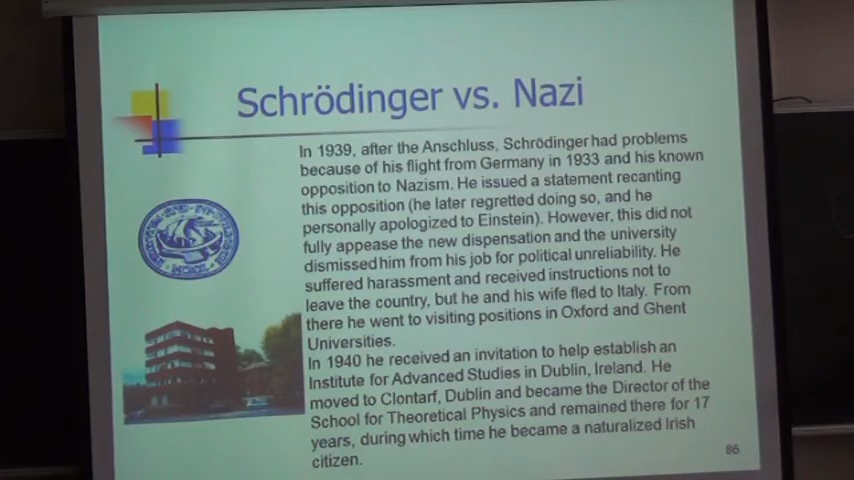 Schrödinger vs. Nazi
In 1939, after the Anschluss, Schrödinger had problems
because of his flight from Germany in 1933 and his known
opposition to Nazism. He issued a statement recanting
this opposition (he later regretted doing so, and he
personally apologized to Einstein). However, this did not
fully appease the new dispensation and the university
dismissed him from his job for political unreliability. He
suffered harassment and received instructions not to
leave the country, but he and his wife fled to Italy. From
there he went to visiting positions in Oxford and Ghent
Universities.
In 1940 he received an invitation to help establish an
Institute for Advanced Studies in Dublin, Ireland. He
moved to Clontarf, Dublin and became the Director of the
School for Theoretical Physics and remained there for 17
years, during which time he became a naturalized Irish
citizen.
86